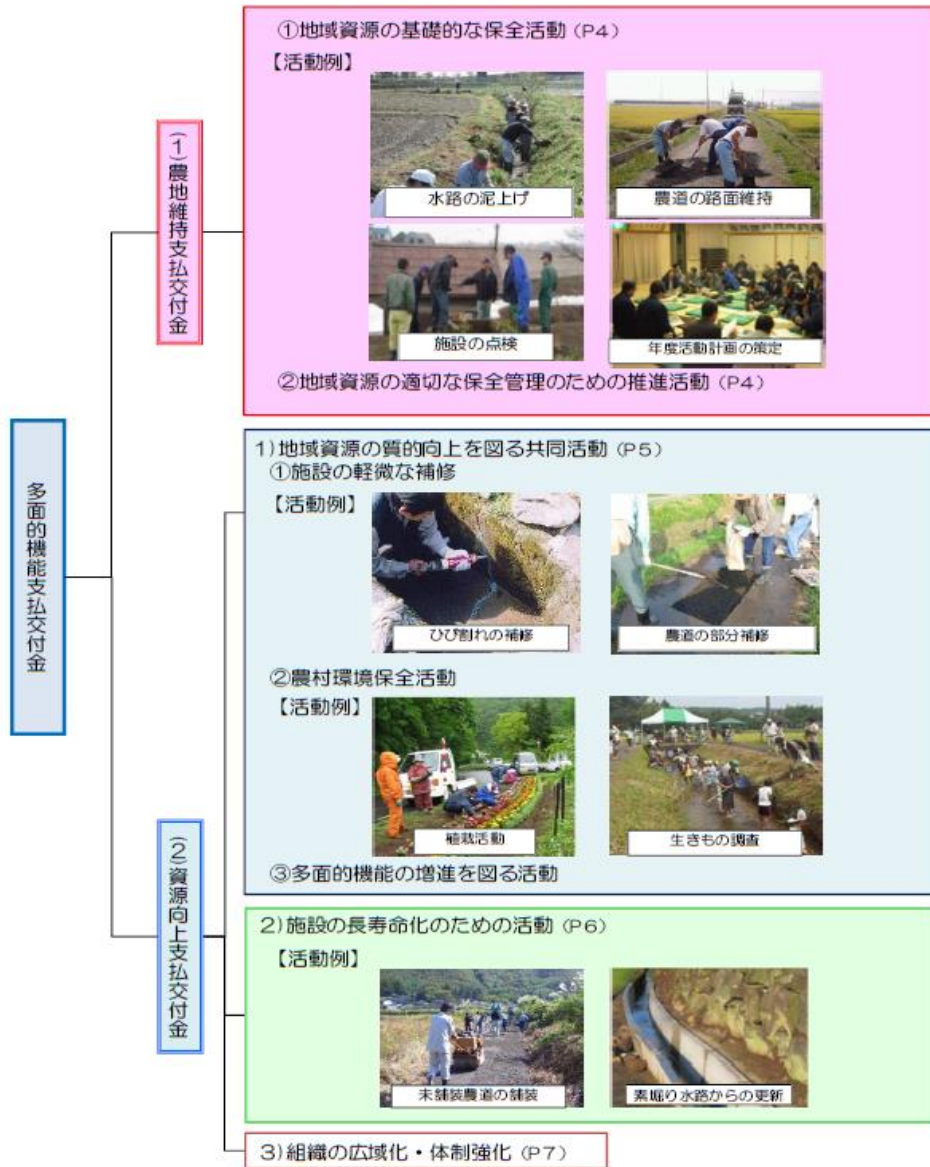 多面的機能支払交付金
(1)農地維持支払交付金
①地域資源の基礎的な保全活動(P4)
【活動例】
水路の泥上げ
農道の路面維持
施設の点検
年度活動計画の策定
②地域資源の適切な保全管理のための推進活動(P4)
(2)資源向上支払交付金
1)地域資源の質的向上を図る共同活動(P5)
①施設の軽微な補修
【活動例】
ひび割れの補修
農道の部分補修
②農村環境保全活動
【活動例】
植栽活動
生きもの調査
③多面的機能の増進を図る活動
2)施設の長寿命化のための活動(P6)
【活動例】
未舗装農道の舗装
素堀り水路からの更新
3)組織の広域化・体制強化(P7)